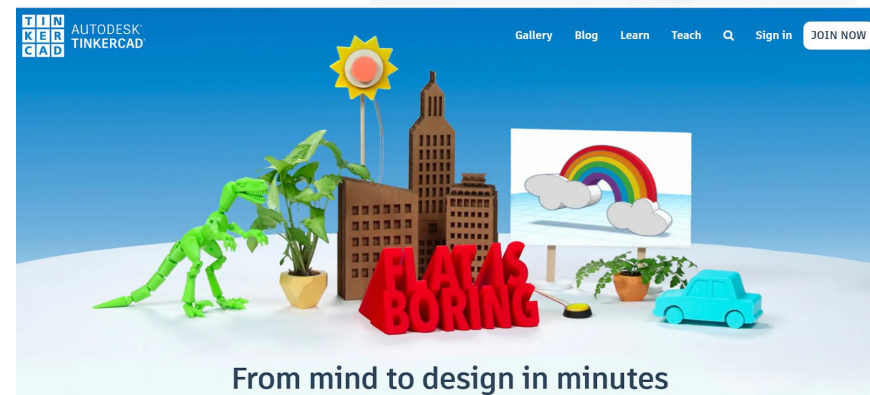 TIN
KER
CAD
AUTODESK®
TINKERCAD®
Gallery Blog Learn Teach Sign in JOIN NOW
FLAT IS
BORING
From mind to design in minutes